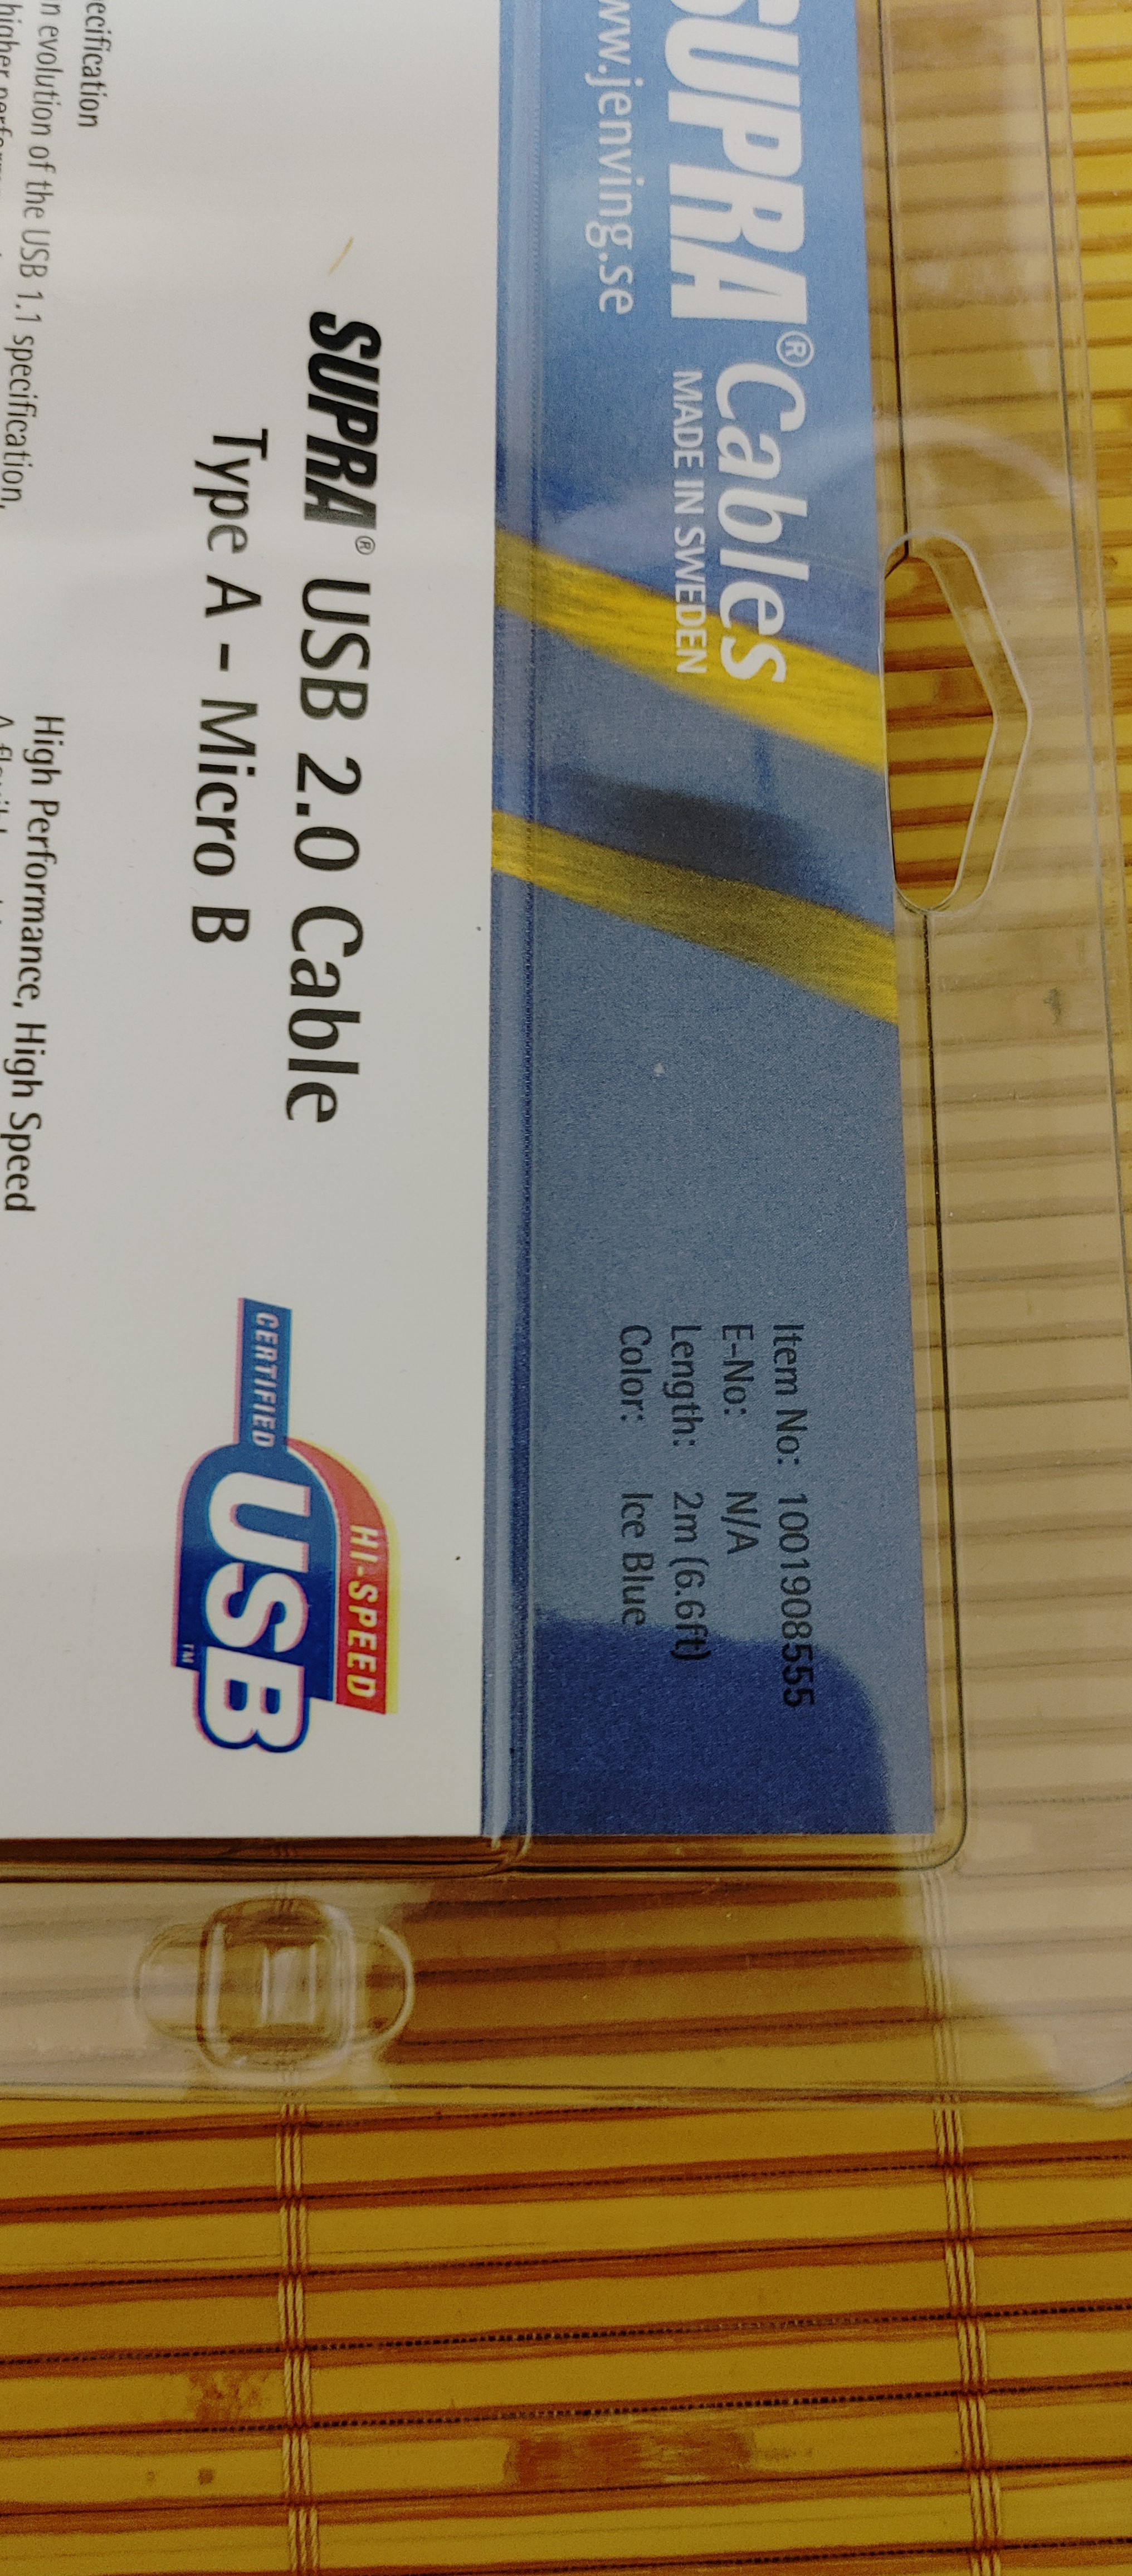 SUPRA® Cables
MADE IN SWEDEN
www.jenving.se
Item No: 1001908555
E-No: N/A
Length: 2m (6.6ft)
Color: Ice Blue
SUPRA® USB 2.0 Cable
Type A - Micro B
HI-SPEED
CERTIFIED
USB™
evolution of the USB 1.1 specification,
High Performance, High Speed